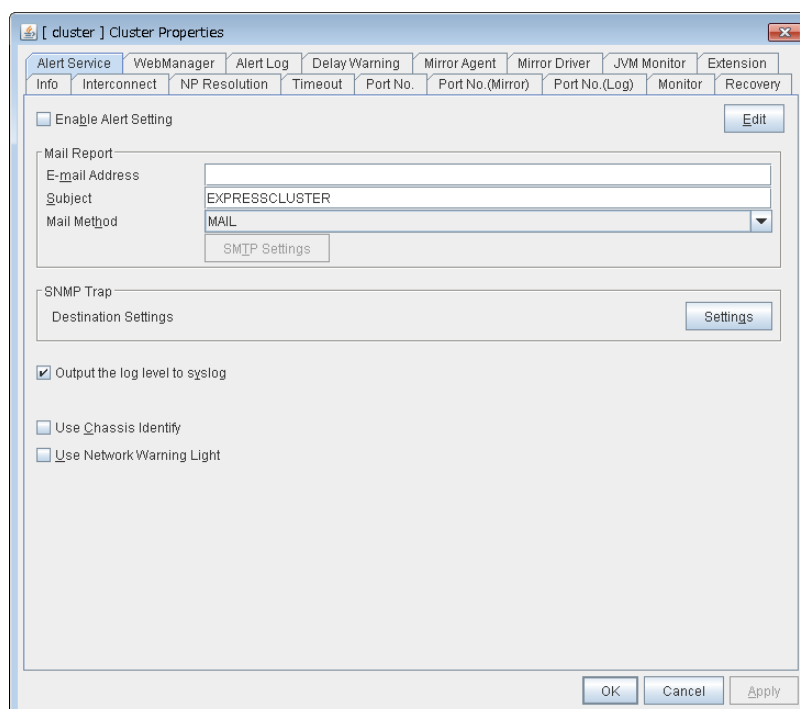 [ cluster ] Cluster Properties
Alert Service WebManager Alert Log Delay Warning Mirror Agent Mirror Driver JVM Monitor Extension
Info Interconnect NP Resolution Timeout Port No. Port No.(Mirror) Port No.(Log) Monitor Recovery
Enable Alert Setting Edit
Mail Report
E-mail Address
Subject EXPRESSCLUSTER
Mail Method MAIL
SMTP Settings
SNMP Trap
Destination Settings Settings
Output the log level to syslog
Use Chassis Identify
Use Network Warning Light
OK Cancel Apply